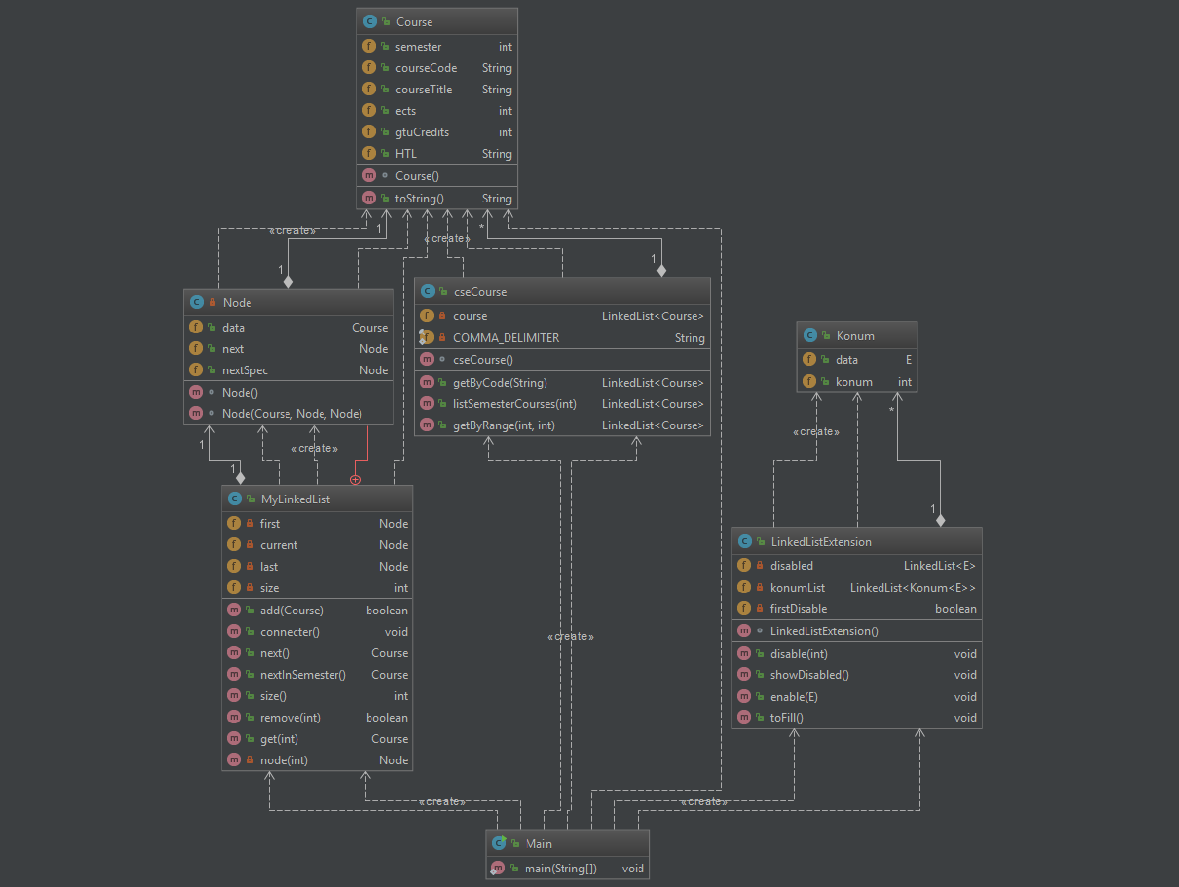 Course
semester int
courseCode String
courseTitle String
ects int
gtuCredits int
HTL String
Course()
toString() String
«create»
1
«create»
*
1
1
Node
data Course
next Node
nextSpec Node
Node()
Node(Course, Node, Node)
cseCourse
course LinkedList<Course>
COMMA_DELIMITER String
cseCourse()
getByCode(String) LinkedList<Course>
listSemesterCourses(int) LinkedList<Course>
getByRange(int, int) LinkedList<Course>
Konum
data E
konum int
1
«create»
1
«create»
*
1
MyLinkedList
first Node
current Node
last Node
size int
add(Course) boolean
connecter() void
next() Course
nextInSemester() Course
size() int
remove(int) boolean
get(int) Course
node(int) Node
«create»
LinkedListExtension
disabled LinkedList<E>
konumList LinkedList<Konum<E>>
firstDisable boolean
LinkedListExtension()
disable(int) void
showDisabled() void
enable(E) void
toFill() void
«create»
«create»
Main
main(String[]) void